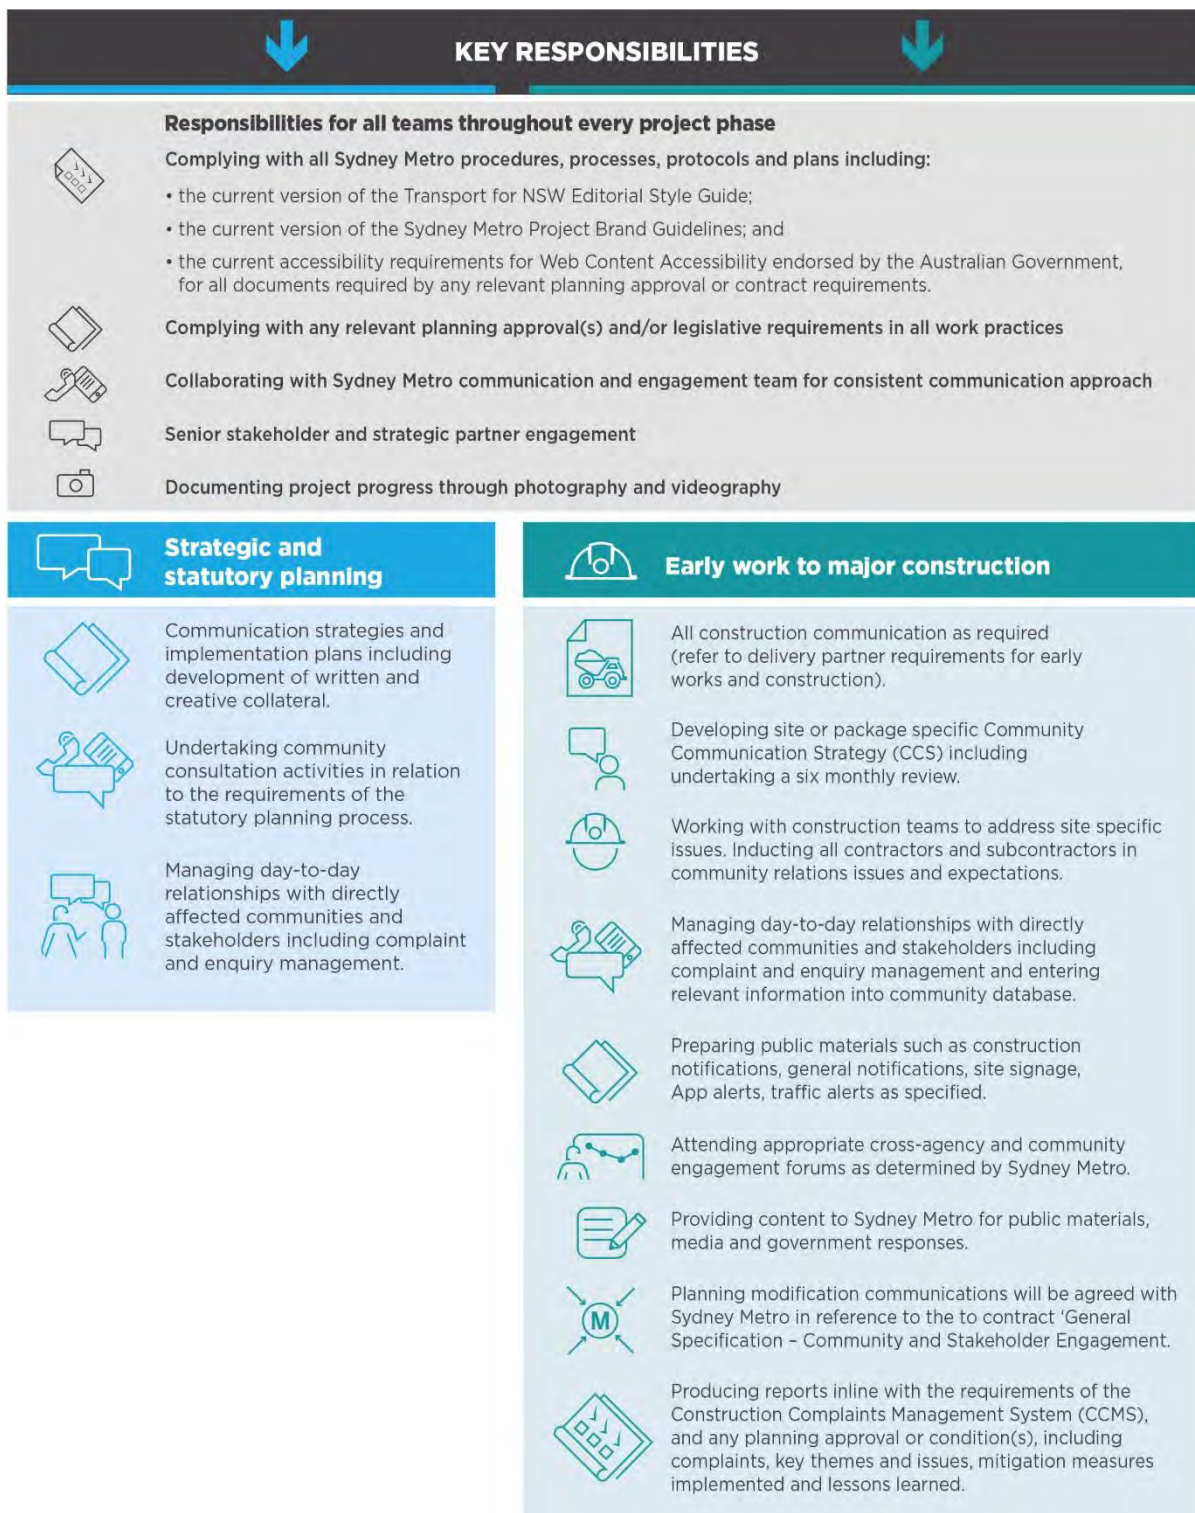 KEY RESPONSIBILITIES
Responsibilities for all teams throughout every project phase
Complying with all Sydney Metro procedures, processes, protocols and plans including:
• the current version of the Transport for NSW Editorial Style Guide;
• the current version of the Sydney Metro Project Brand Guidelines; and
• the current accessibility requirements for Web Content Accessibility endorsed by the Australian Government,
for all documents required by any relevant planning approval or contract requirements.
Complying with any relevant planning approval(s) and/or legislative requirements in all work practices
Collaborating with Sydney Metro communication and engagement team for consistent communication approach
Senior stakeholder and strategic partner engagement
Documenting project progress through photography and videography
Strategic and
statutory planning
Communication strategies and
implementation plans including
development of written and
creative collateral.
Undertaking community
consultation activities in relation
to the requirements of the
statutory planning process.
Managing day-to-day
relationships with directly
affected communities and
stakeholders including complaint
and enquiry management.
Early work to major construction
All construction communication as required
(refer to delivery partner requirements for early
works and construction).
Developing site or package specific Community
Communication Strategy (CCS) including
undertaking a six monthly review.
Working with construction teams to address site specific
issues. Inducting all contractors and subcontractors in
community relations issues and expectations.
Managing day-to-day relationships with directly
affected communities and stakeholders including
complaint and enquiry management and entering
relevant information into community database.
Preparing public materials such as construction
notifications, general notifications, site signage,
App alerts, traffic alerts as specified.
Attending appropriate cross-agency and community
engagement forums as determined by Sydney Metro.
Providing content to Sydney Metro for public materials,
media and government responses.
M
Planning modification communications will be agreed with
Sydney Metro in reference to the to contract ‘General
Specification – Community and Stakeholder Engagement.
Producing reports inline with the requirements of the
Construction Complaints Management System (CCMS),
and any planning approval or condition(s), including
complaints, key themes and issues, mitigation measures
implemented and lessons learned.